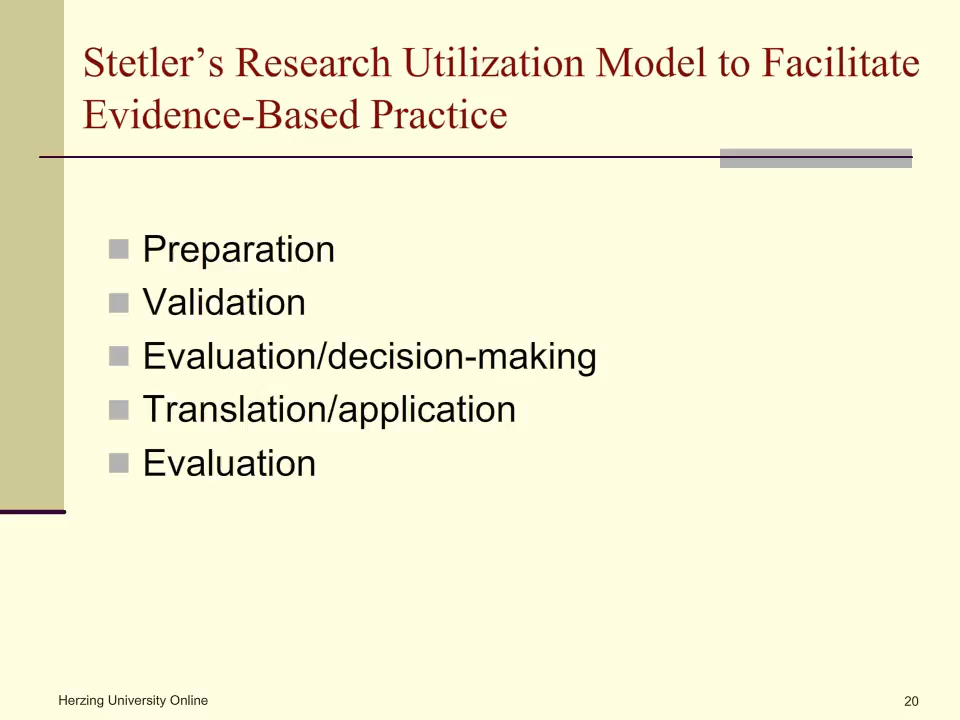 Stetler’s Research Utilization Model to Facilitate
Evidence-Based Practice
Preparation
Validation
Evaluation/decision-making
Translation/application
Evaluation
Herzing University Online
20